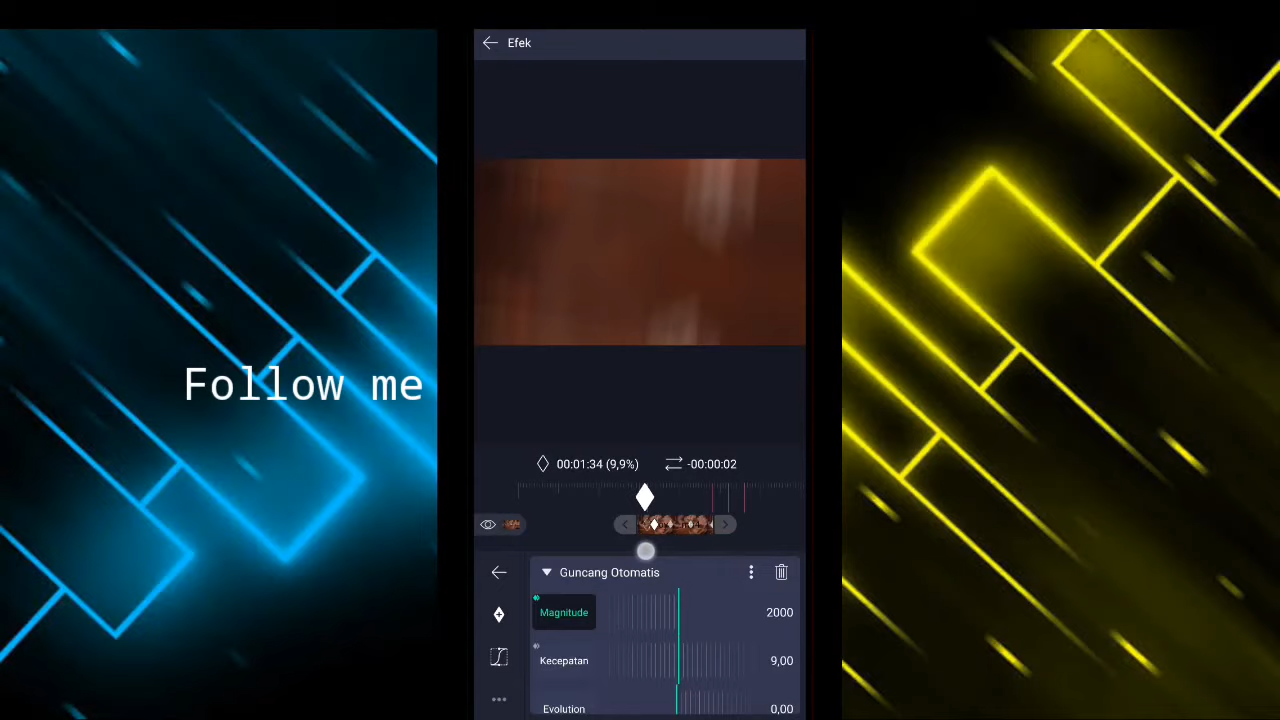 Efek
Follow me
00:01:34 (9,9%)
-00:00:02
Guncang Otomatis
Magnitude
2000
Kecepatan
9,00
Evolution
0,00